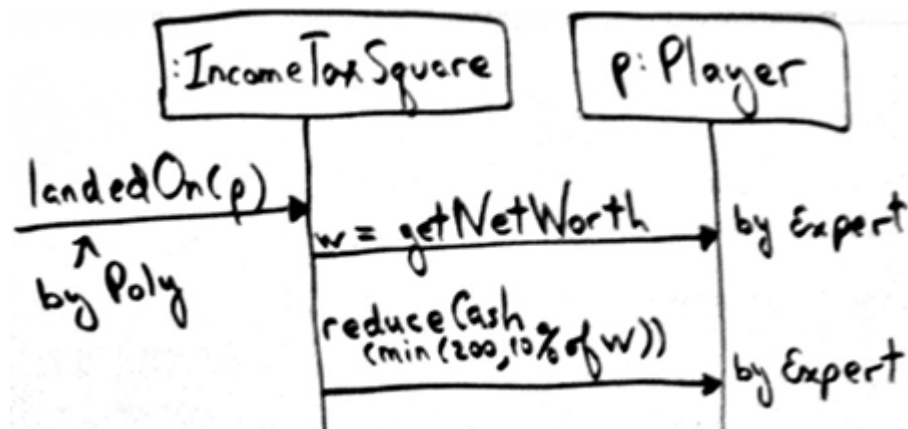 :IncomeTaxSquare
p:Player
landedOn(p)
by Poly
w = getNetWorth
by Expert
reduceCash
(min(200,10% of w))
by Expert